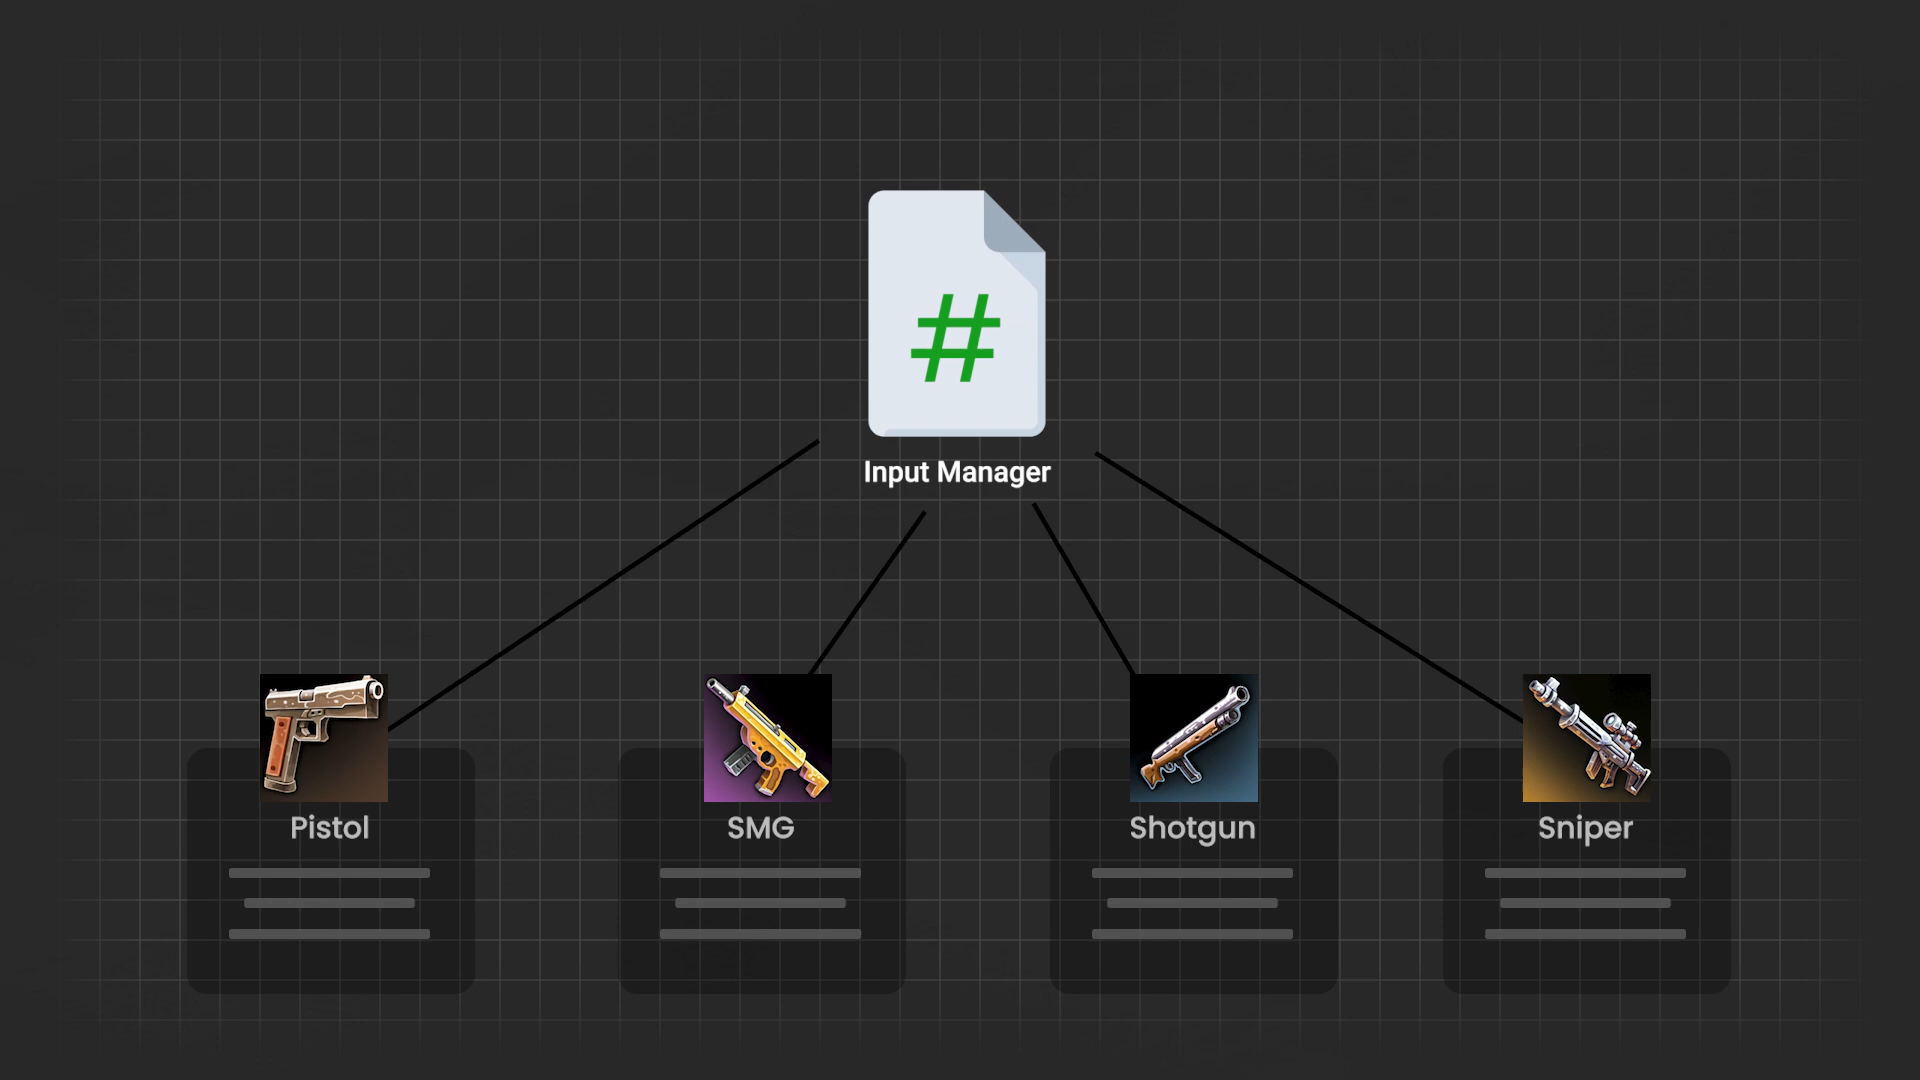 #
Input Manager
Pistol
SMG
Shotgun
Sniper